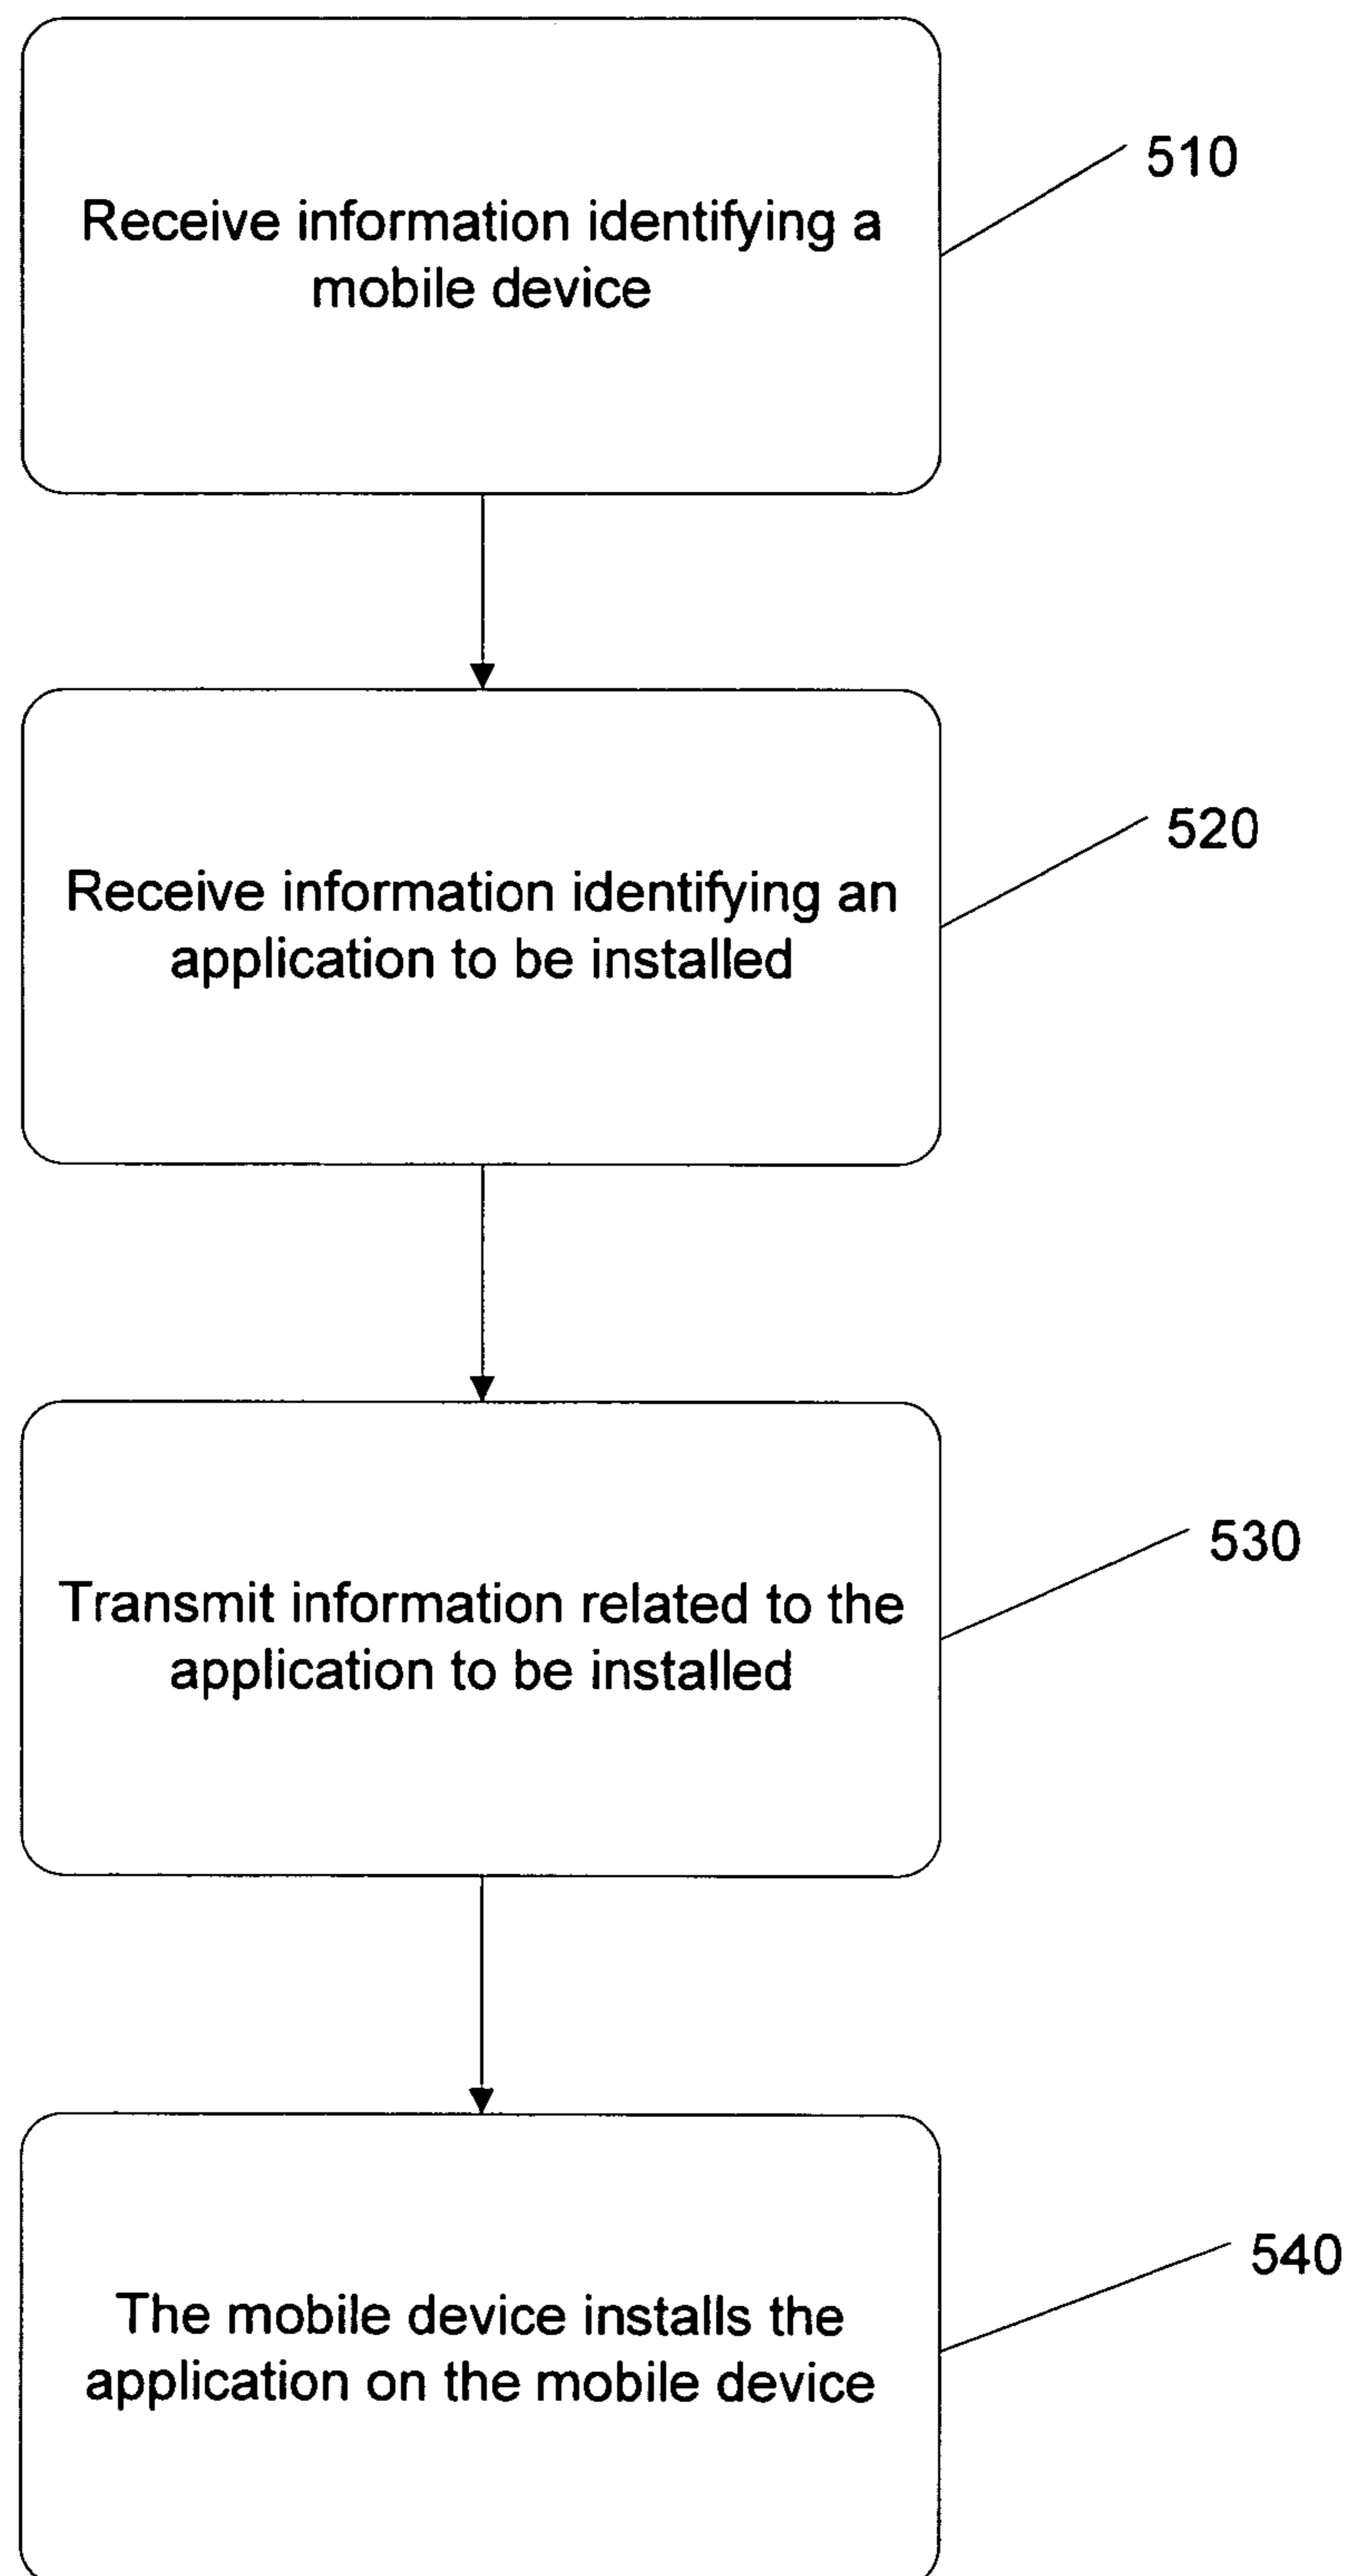 Receive information identifying a
mobile device
510
Receive information identifying an
application to be installed
520
Transmit information related to the
application to be installed
530
The mobile device installs the
application on the mobile device
540